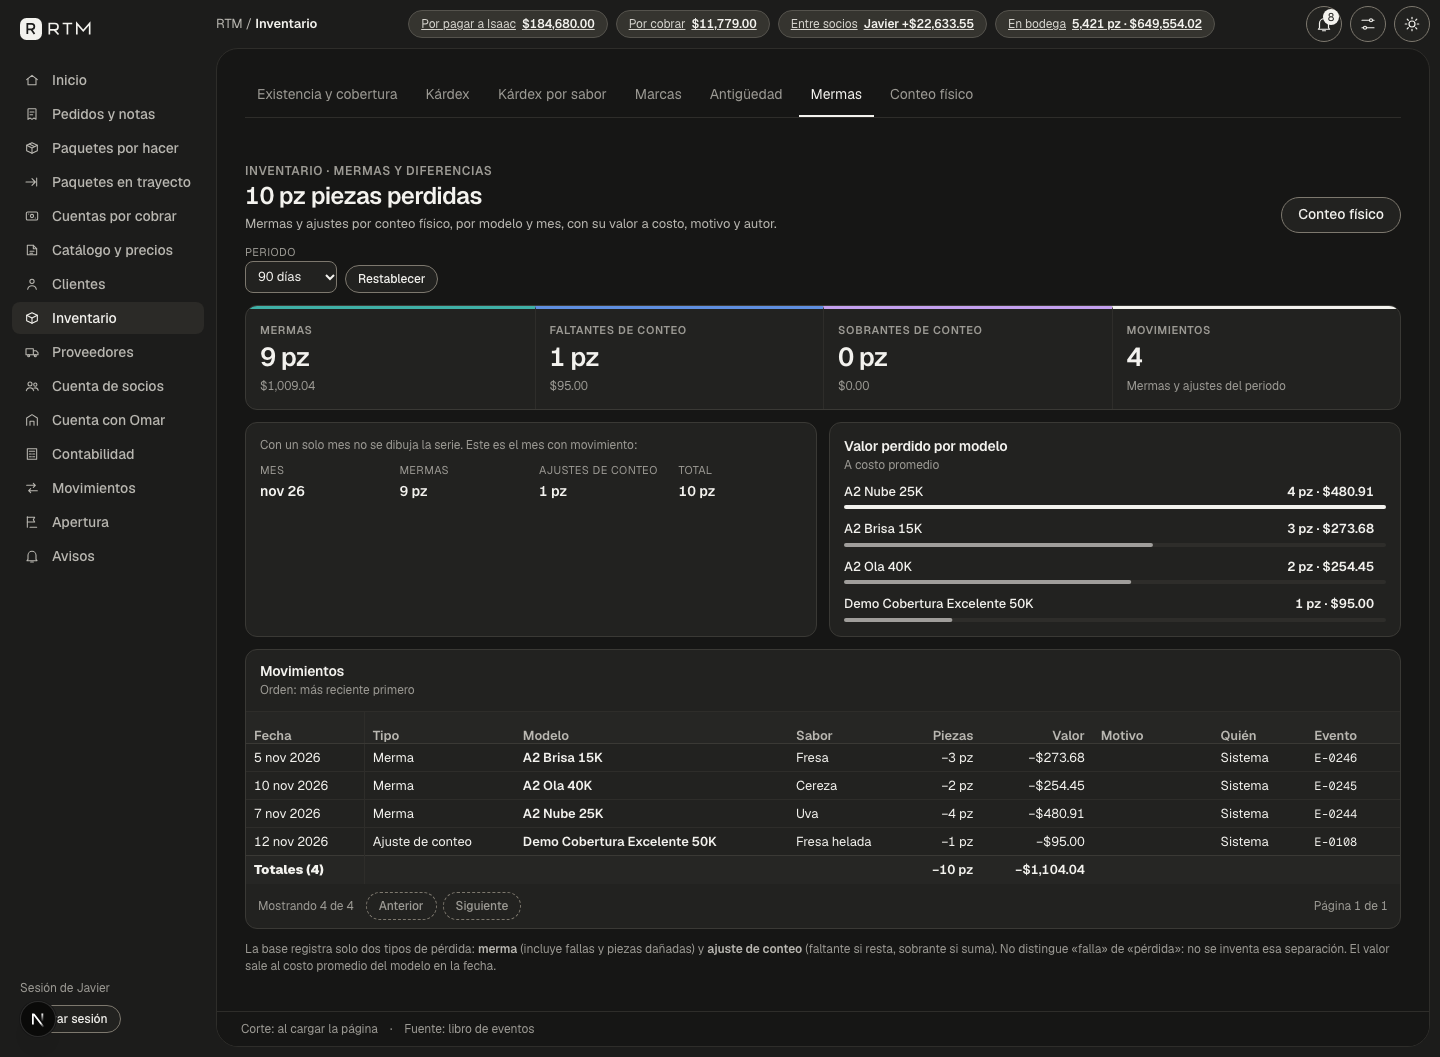 R RTM
RTM / Inventario
Por pagar a Isaac $184,680.00
Por cobrar $11,779.00
Entre socios Javier +$22,633.55
En bodega 5,421 pz · $649,554.02
8
Inicio
Pedidos y notas
Paquetes por hacer
Paquetes en trayecto
Cuentas por cobrar
Catálogo y precios
Clientes
Inventario
Proveedores
Cuenta de socios
Cuenta con Omar
Contabilidad
Movimientos
Apertura
Avisos
Sesión de Javier
N ar sesión
Existencia y cobertura Kárdex Kárdex por sabor Marcas Antigüedad Mermas Conteo físico
INVENTARIO · MERMAS Y DIFERENCIAS
10 pz piezas perdidas
Mermas y ajustes por conteo físico, por modelo y mes, con su valor a costo, motivo y autor.
Conteo físico
PERIODO
90 días Restablecer
MERMAS
9 pz
$1,009.04
FALTANTES DE CONTEO
1 pz
$95.00
SOBRANTES DE CONTEO
0 pz
$0.00
MOVIMIENTOS
4
Mermas y ajustes del periodo
Con un solo mes no se dibuja la serie. Este es el mes con movimiento:
MES MERMAS AJUSTES DE CONTEO TOTAL
nov 26 9 pz 1 pz 10 pz
Valor perdido por modelo
A costo promedio
A2 Nube 25K 4 pz · $480.91
A2 Brisa 15K 3 pz · $273.68
A2 Ola 40K 2 pz · $254.45
Demo Cobertura Excelente 50K 1 pz · $95.00
Movimientos
Orden: más reciente primero
Fecha Tipo Modelo Sabor Piezas Valor Motivo Quién Evento
5 nov 2026 Merma A2 Brisa 15K Fresa −3 pz −$273.68 Sistema E-0246
10 nov 2026 Merma A2 Ola 40K Cereza −2 pz −$254.45 Sistema E-0245
7 nov 2026 Merma A2 Nube 25K Uva −4 pz −$480.91 Sistema E-0244
12 nov 2026 Ajuste de conteo Demo Cobertura Excelente 50K Fresa helada −1 pz −$95.00 Sistema E-0108
Totales (4) −10 pz −$1,104.04
Mostrando 4 de 4 Anterior Siguiente Página 1 de 1
La base registra solo dos tipos de pérdida: merma (incluye fallas y piezas dañadas) y ajuste de conteo (faltante si resta, sobrante si suma). No distingue «falla» de «pérdida»: no se inventa esa separación. El valor
sale al costo promedio del modelo en la fecha.
Corte: al cargar la página · Fuente: libro de eventos